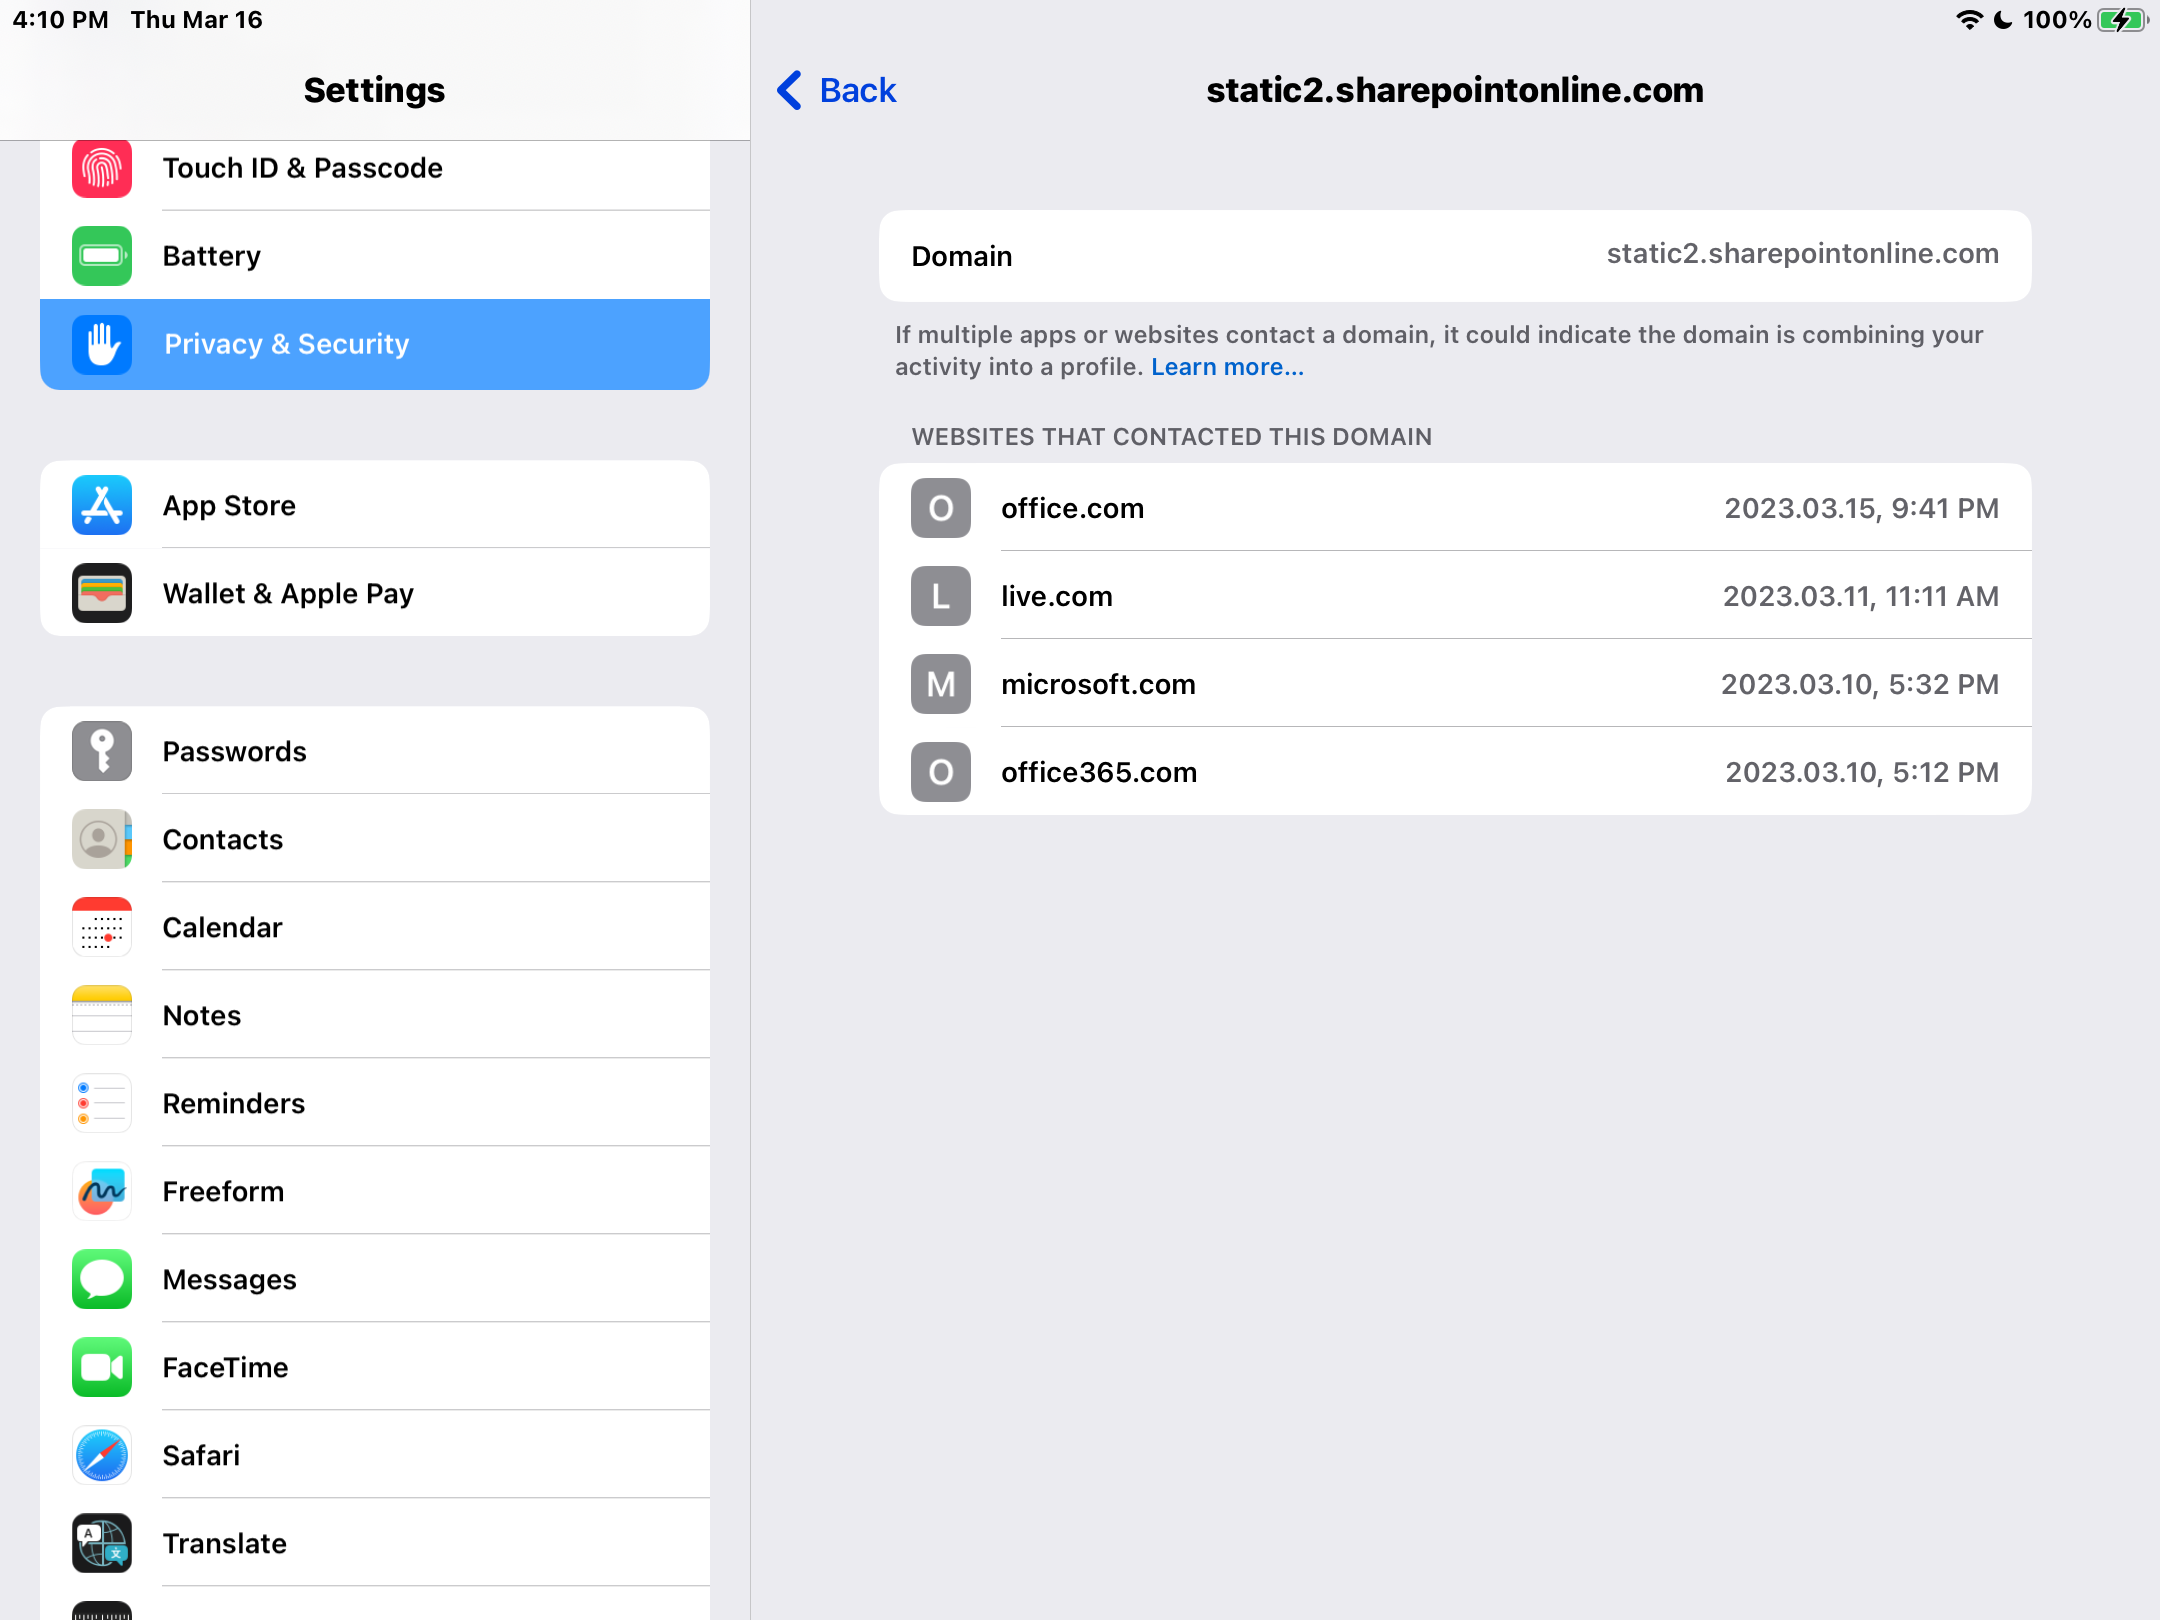 4:10 PM Thu Mar 16
100%
Settings
Touch ID & Passcode
Battery
Privacy & Security
App Store
Wallet & Apple Pay
Passwords
Contacts
Calendar
Notes
Reminders
Freeform
Messages
FaceTime
Safari
Translate
Back
static2.sharepointonline.com
Domain static2.sharepointonline.com
If multiple apps or websites contact a domain, it could indicate the domain is combining your
activity into a profile. Learn more...
WEBSITES THAT CONTACTED THIS DOMAIN
O office.com 2023.03.15, 9:41 PM
L live.com 2023.03.11, 11:11 AM
M microsoft.com 2023.03.10, 5:32 PM
O office365.com 2023.03.10, 5:12 PM